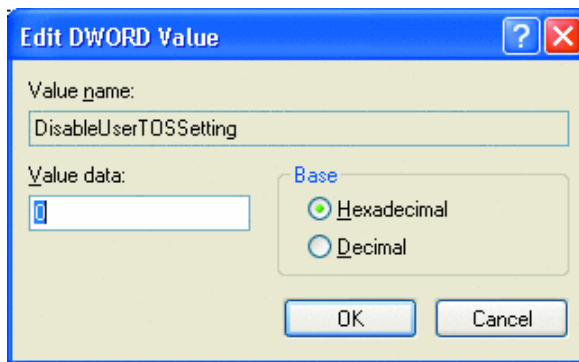 Edit DWORD Value
Value name:
DisableUserTOSSetting
Value data:
0
Base
Hexadecimal
Decimal
OK
Cancel